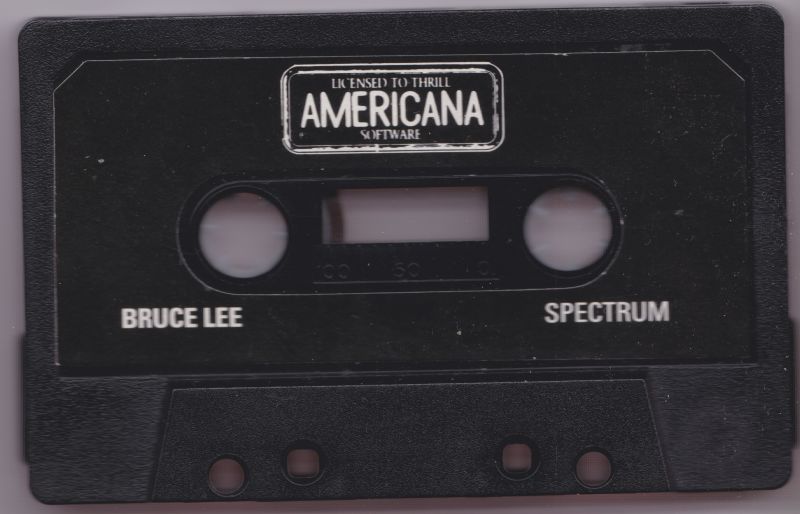 LICENSED TO THRILL
AMERICANA
SOFTWARE
100 50 0
BRUCE LEE
SPECTRUM